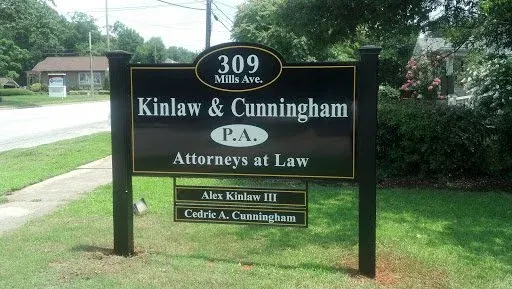 309
Mills Ave.
Kinlaw & Cunningham
P.A.
Attorneys at Law
Alex Kinlaw III
Cedric A. Cunningham